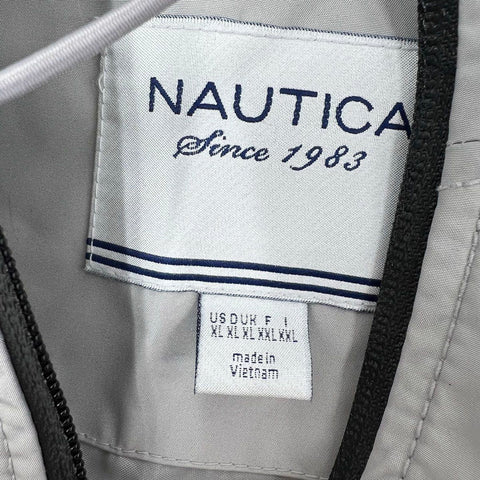 NAUTICA
Since 1983
US D UK F I
XL XL XL XXL XXL
made in
Vietnam